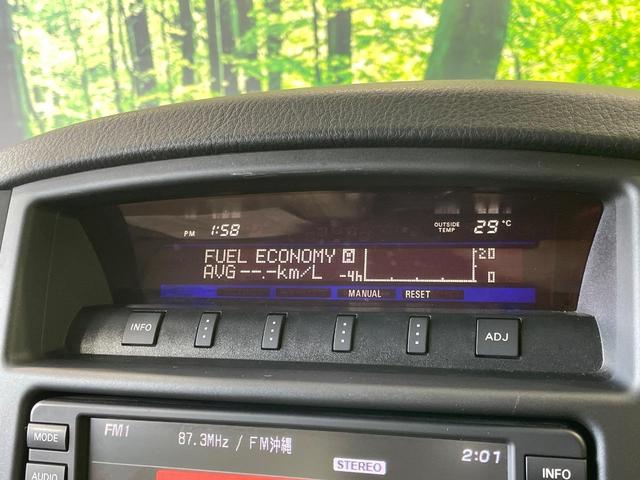 PM 1:58 OUTSIDE TEMP 29°C
FUEL ECONOMY
20
AVG --.-km/L -4h 0
MANUAL RESET
INFO ADJ
MODE FM1 87.3MHz / FM沖縄 2:01
STEREO
AUDIO INFO